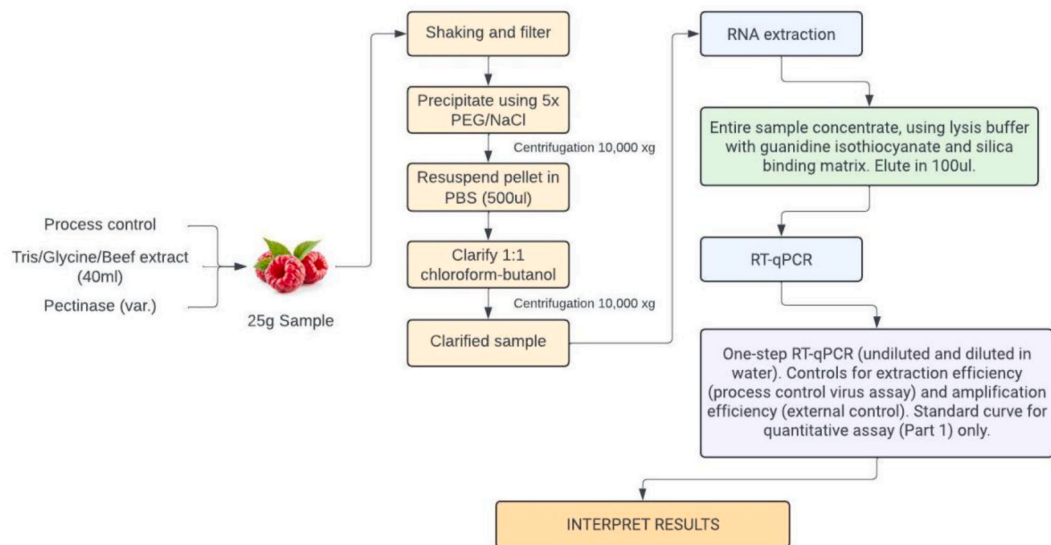 Process control
Tris/Glycine/Beef extract
(40ml)
Pectinase (var.)
25g Sample
Shaking and filter
Precipitate using 5x
PEG/NaCl
Centrifugation 10,000 xg
Resuspend pellet in
PBS (500ul)
Clarify 1:1
chloroform-butanol
Centrifugation 10,000 xg
Clarified sample
RNA extraction
Entire sample concentrate, using lysis buffer
with guanidine isothiocyanate and silica
binding matrix. Elute in 100ul.
RT-qPCR
One-step RT-qPCR (undiluted and diluted in
water). Controls for extraction efficiency
(process control virus assay) and amplification
efficiency (external control). Standard curve for
quantitative assay (Part 1) only.
INTERPRET RESULTS